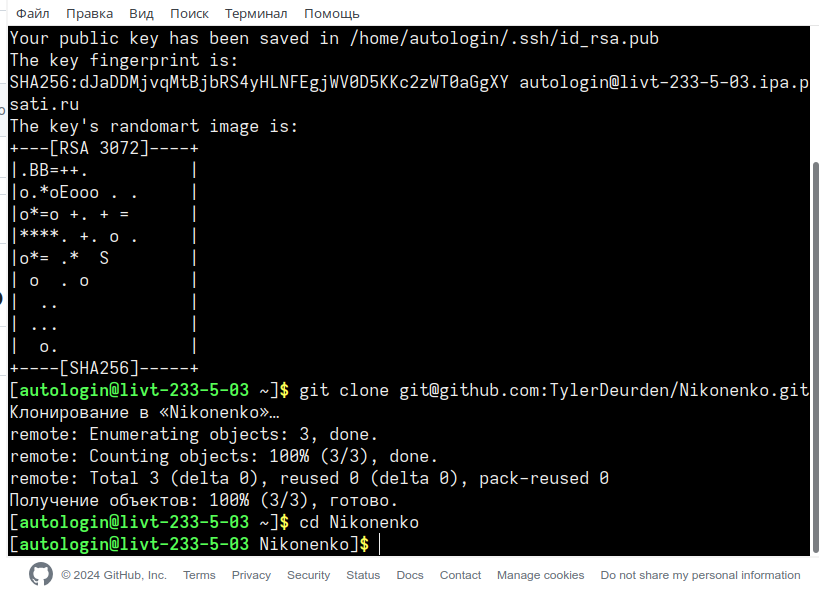 Файл Правка Вид Поиск Терминал Помощь
Your public key has been saved in /home/autologin/.ssh/id_rsa.pub
The key fingerprint is:
SHA256:dJaDDMjvqMtBjbRS4yHLNFEgjWV0D5KKc2zWT0aGgXY autologin@livt-233-5-03.ipa.p
sati.ru
The key's randomart image is:
+---[RSA 3072]----+
|.BB=++.          |
|o.*oEooo . .     |
|o*=o +. + =      |
|****. +. o .     |
|o*= .*  S        |
| o  . o          |
|  ..             |
| ...             |
|  o.             |
+----[SHA256]-----+
[autologin@livt-233-5-03 ~]$ git clone git@github.com:TylerDeurden/Nikonenko.git
Клонирование в «Nikonenko»…
remote: Enumerating objects: 3, done.
remote: Counting objects: 100% (3/3), done.
remote: Total 3 (delta 0), reused 0 (delta 0), pack-reused 0
Получение объектов: 100% (3/3), готово.
[autologin@livt-233-5-03 ~]$ cd Nikonenko
[autologin@livt-233-5-03 Nikonenko]$
© 2024 GitHub, Inc. Terms Privacy Security Status Docs Contact Manage cookies Do not share my personal information